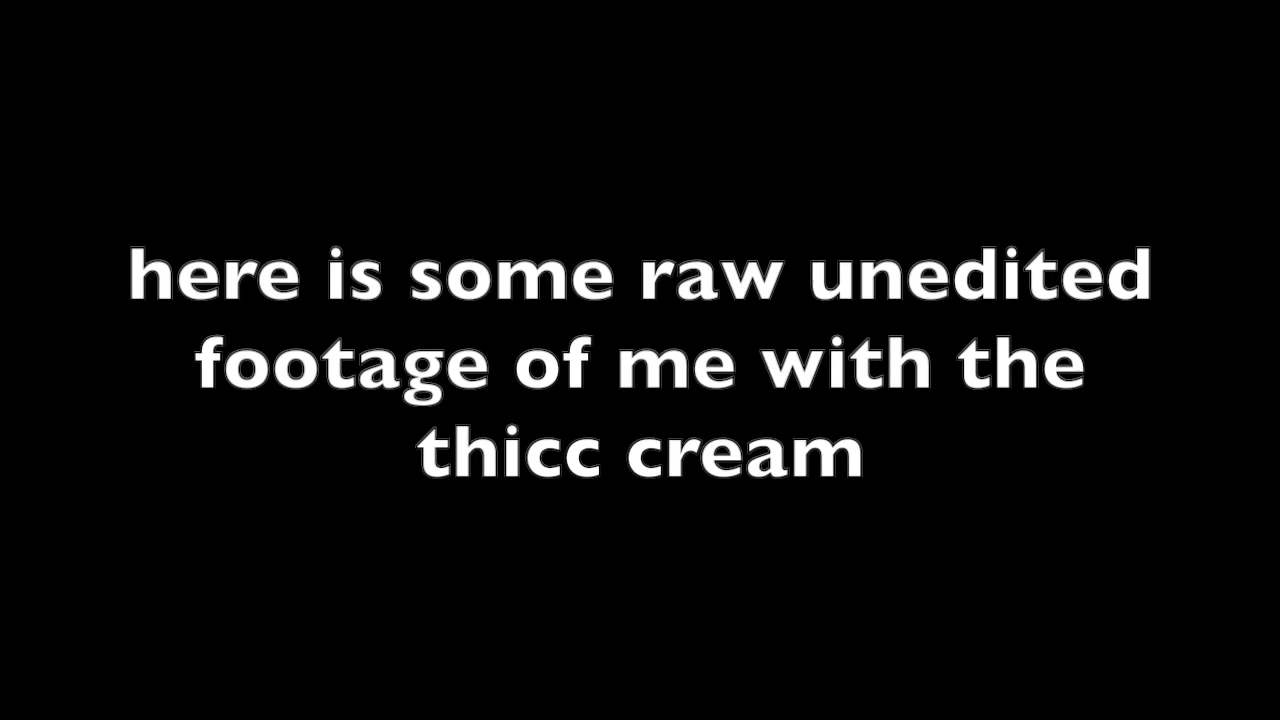 here is some raw unedited
footage of me with the
thicc cream